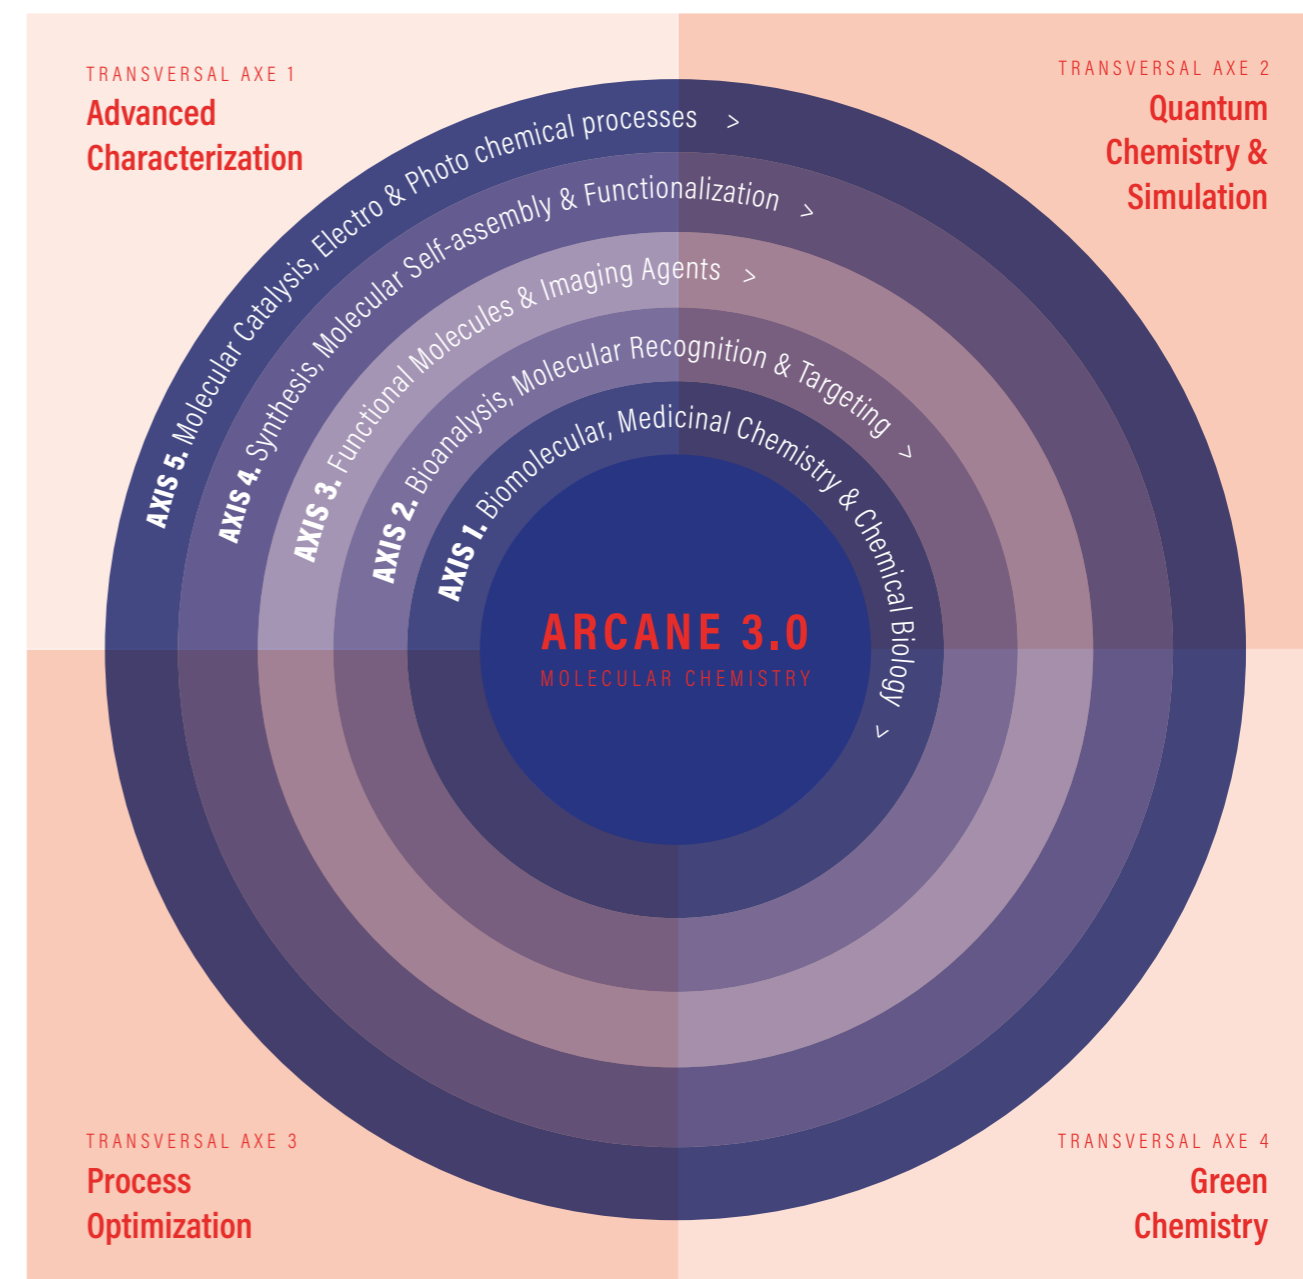 TRANSVERSAL AXE 1
Advanced
Characterization
TRANSVERSAL AXE 2
Quantum
Chemistry &
Simulation
AXIS 5. Molecular Catalysis, Electro & Photo chemical processes >
AXIS 4. Synthesis, Molecular Self-assembly & Functionalization >
AXIS 3. Functional Molecules & Imaging Agents >
AXIS 2. Bioanalysis, Molecular Recognition & Targeting >
AXIS 1. Biomolecular, Medicinal Chemistry & Chemical Biology >
ARCANE 3.0
MOLECULAR CHEMISTRY
TRANSVERSAL AXE 3
Process
Optimization
TRANSVERSAL AXE 4
Green
Chemistry